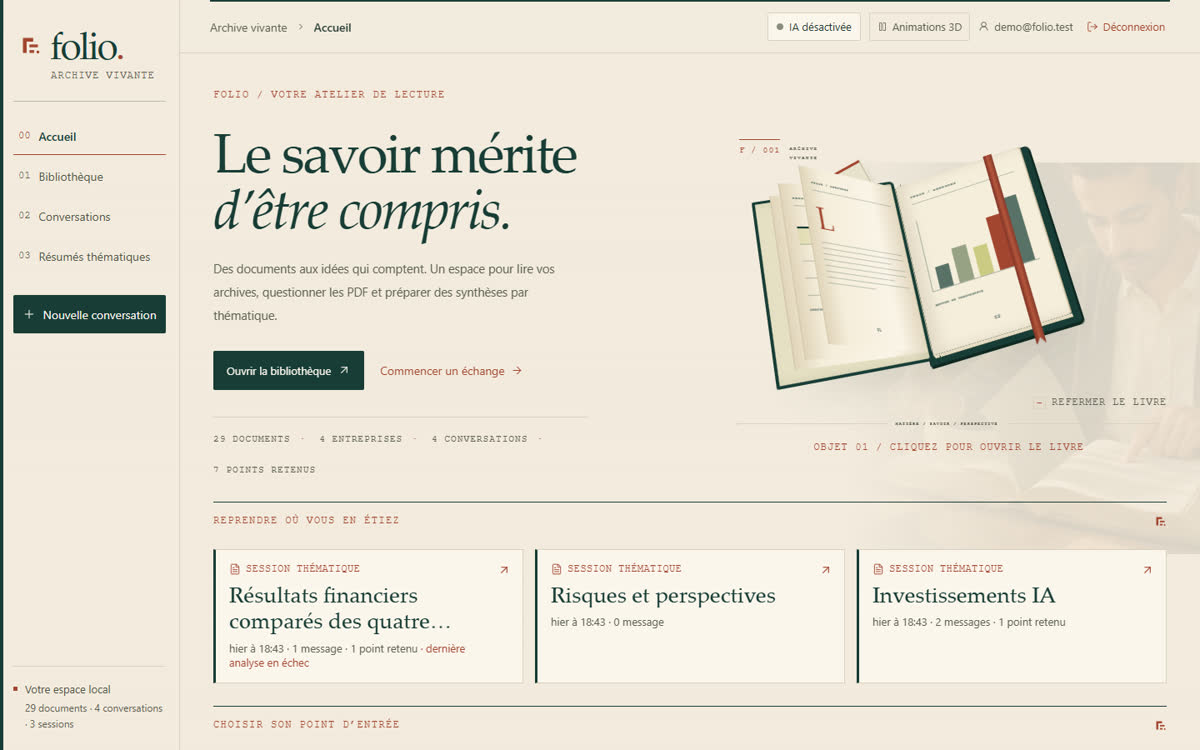 folio.
ARCHIVE VIVANTE
00 Accueil
01 Bibliothèque
02 Conversations
03 Résumés thématiques
+ Nouvelle conversation
Votre espace local
29 documents · 4 conversations
· 3 sessions
Archive vivante > Accueil
IA désactivée
Animations 3D
demo@folio.test
Déconnexion
FOLIO / VOTRE ATELIER DE LECTURE
Le savoir mérite
d’être compris.
Des documents aux idées qui comptent. Un espace pour lire vos
archives, questionner les PDF et préparer des synthèses par
thématique.
Ouvrir la bibliothèque ↗
Commencer un échange →
29 DOCUMENTS · 4 ENTREPRISES · 4 CONVERSATIONS ·
7 POINTS RETENUS
F / 001
ARCHIVE
VIVANTE
L
– REFERMER LE LIVRE
MATIÈRE / SAVOIR / PERSPECTIVE
OBJET 01 / CLIQUEZ POUR OUVRIR LE LIVRE
REPRENDRE OÙ VOUS EN ÉTIEZ
SESSION THÉMATIQUE
Résultats financiers
comparés des quatre…
hier à 18:43 · 1 message · 1 point retenu · dernière
analyse en échec
SESSION THÉMATIQUE
Risques et perspectives
hier à 18:43 · 0 message
SESSION THÉMATIQUE
Investissements IA
hier à 18:43 · 2 messages · 1 point retenu
CHOISIR SON POINT D’ENTRÉE